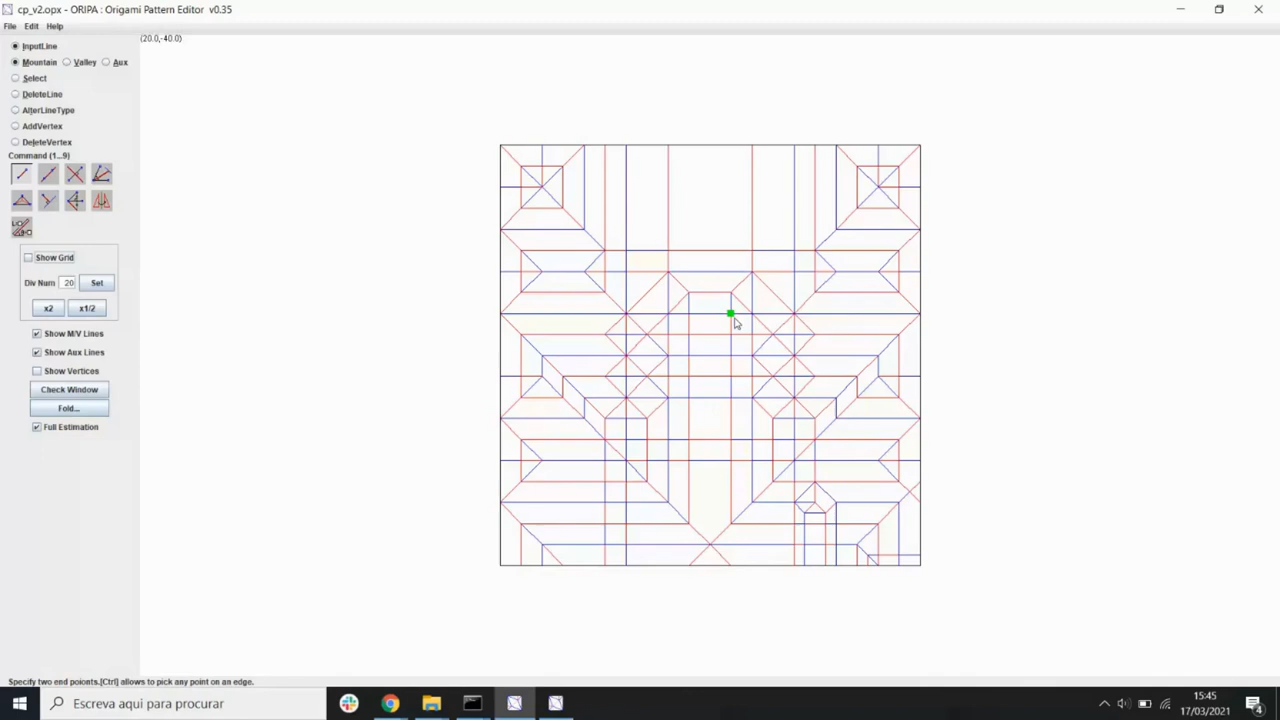 cp_v2.opx - ORIPA : Origami Pattern Editor v0.35
File Edit Help
(20.0,-40.0)
InputLine
Mountain Valley Aux
Select
DeleteLine
AlterLineType
AddVertex
DeleteVertex
Command (1...9)
Show Grid
Div Num 20 Set
x2 x1/2
Show M/V Lines
Show Aux Lines
Show Vertices
Check Window
Fold...
Full Estimation
Specify two end poionts.[Ctrl] allows to pick any point on an edge.
Escreva aqui para procurar
15:45
17/03/2021
4